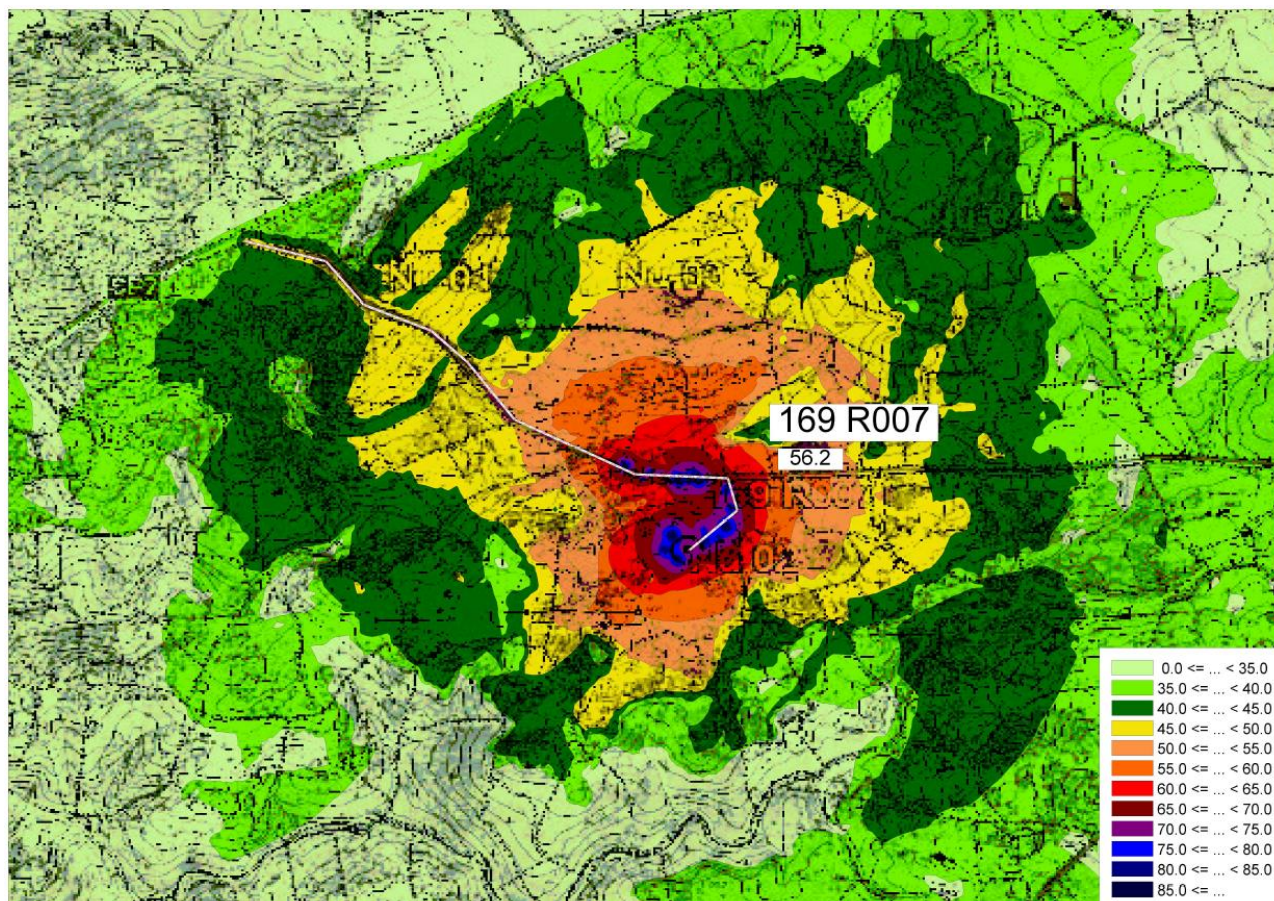 169 R007
56.2
0.0 <= ... < 35.0
35.0 <= ... < 40.0
40.0 <= ... < 45.0
45.0 <= ... < 50.0
50.0 <= ... < 55.0
55.0 <= ... < 60.0
60.0 <= ... < 65.0
65.0 <= ... < 70.0
70.0 <= ... < 75.0
75.0 <= ... < 80.0
80.0 <= ... < 85.0
85.0 <= ...